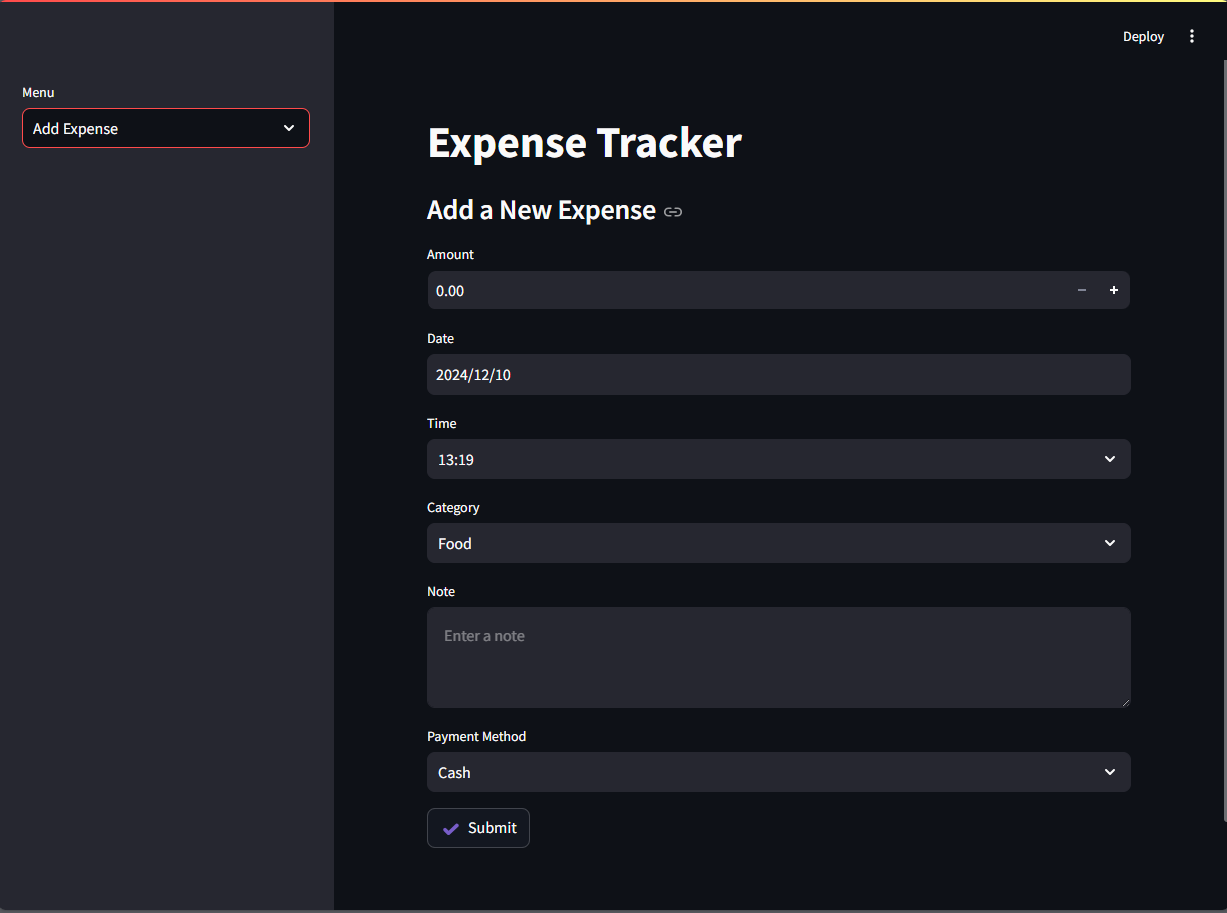 Deploy
Menu
Add Expense
Expense Tracker
Add a New Expense
Amount
0.00
Date
2024/12/10
Time
13:19
Category
Food
Note
Enter a note
Payment Method
Cash
Submit